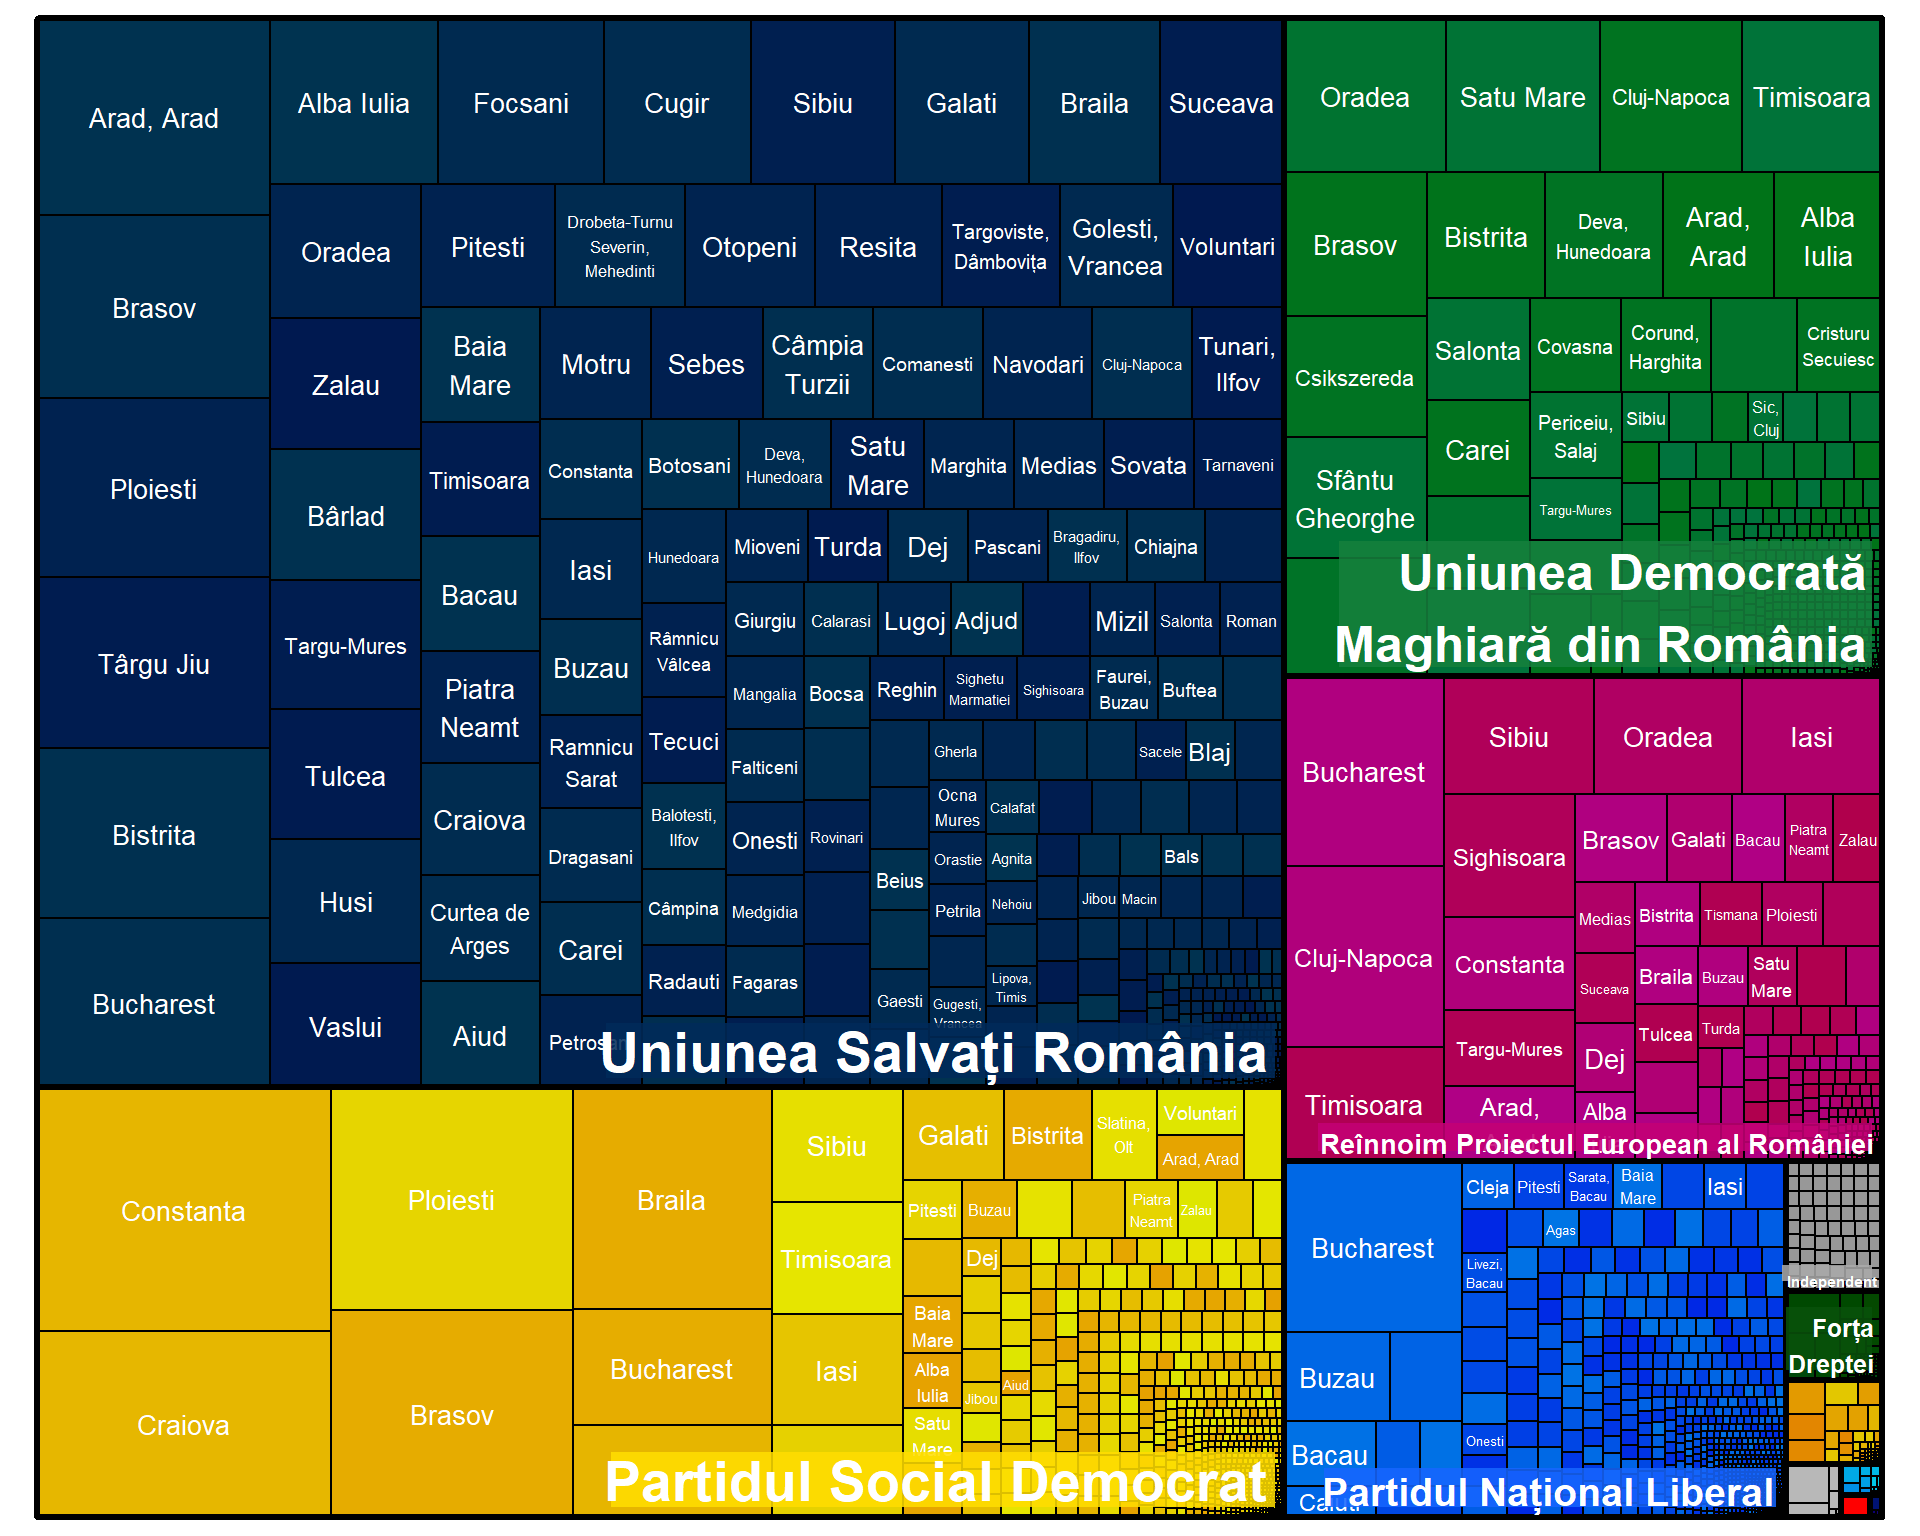 Arad, Arad
Alba Iulia
Focsani
Cugir
Sibiu
Galati
Braila
Suceava
Brasov
Ploiesti
Târgu Jiu
Bistrita
Bucharest
Oradea
Zalau
Bârlad
Targu-Mures
Tulcea
Husi
Vaslui
Pitesti
Drobeta-Turnu
Severin,
Mehedinti
Otopeni
Resita
Targoviste,
Dâmbovița
Golesti,
Vrancea
Voluntari
Baia
Mare
Timisoara
Bacau
Piatra
Neamt
Craiova
Curtea de
Arges
Aiud
Motru
Sebes
Câmpia
Turzii
Comanesti
Navodari
Cluj-Napoca
Tunari,
Ilfov
Constanta
Iasi
Buzau
Ramnicu
Sarat
Dragasani
Carei
Botosani
Deva,
Hunedoara
Satu
Mare
Marghita
Medias
Sovata
Tarnaveni
Hunedoara
Râmnicu
Vâlcea
Tecuci
Balotesti,
Ilfov
Câmpina
Radauti
Mioveni
Turda
Dej
Pascani
Bragadiru,
Ilfov
Chiajna
Giurgiu
Calarasi
Lugoj
Adjud
Mizil
Salonta
Roman
Mangalia
Bocsa
Reghin
Sighetu
Marmatiei
Sighisoara
Faurei,
Buzau
Buftea
Falticeni
Onesti
Medgidia
Fagaras
Rovinari
Gherla
Sacele
Blaj
Ocna
Mures
Calafat
Orastie
Agnita
Bals
Beius
Petrila
Nehoiu
Jibou
Macin
Gaesti
Gugesti,
Vrancea
Lipova,
Timis
Uniunea Salvați România
Oradea
Satu Mare
Cluj-Napoca
Timisoara
Brasov
Bistrita
Deva,
Hunedoara
Arad,
Arad
Alba
Iulia
Csikszereda
Sfântu
Gheorghe
Salonta
Covasna
Corund,
Harghita
Cristuru
Secuiesc
Carei
Periceiu,
Salaj
Sibiu
Sic,
Cluj
Targu-Mures
Uniunea Democrată
Maghiară din România
Bucharest
Sibiu
Oradea
Iasi
Cluj-Napoca
Timisoara
Sighisoara
Constanta
Targu-Mures
Arad,
Brasov
Galati
Bacau
Piatra
Neamt
Zalau
Medias
Bistrita
Tismana
Ploiesti
Suceava
Braila
Buzau
Satu
Mare
Tulcea
Turda
Dej
Alba
Reînnoim Proiectul European al României
Constanta
Craiova
Ploiesti
Brasov
Braila
Bucharest
Sibiu
Timisoara
Iasi
Galati
Bistrita
Slatina,
Olt
Voluntari
Arad, Arad
Pitesti
Buzau
Piatra
Neamt
Zalau
Dej
Baia
Mare
Alba
Iulia
Jibou
Aiud
Satu
Mare
Partidul Social Democrat
Bucharest
Buzau
Bacau
Cleja
Pitesti
Sarata,
Bacau
Baia
Mare
Iasi
Agas
Livezi,
Bacau
Onesti
Partidul Național Liberal
Independent
Forța
Dreptei